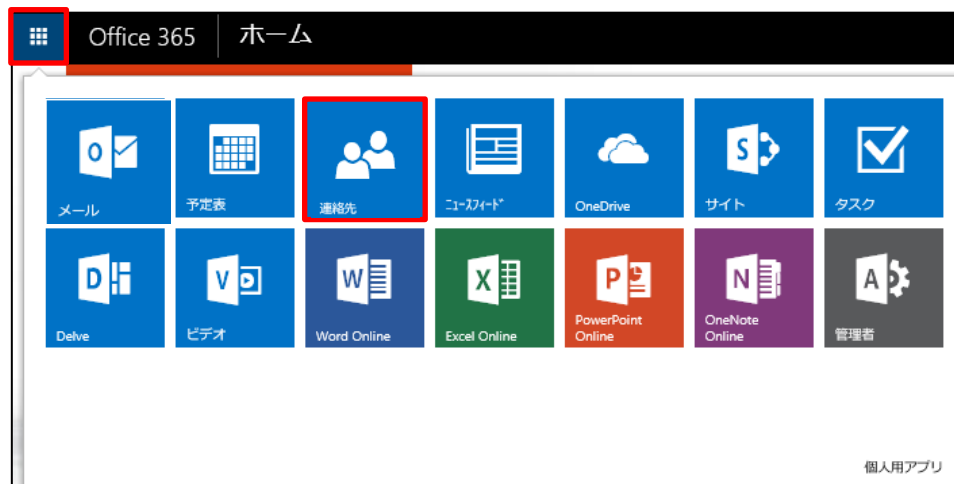 Office 365 ホーム
メール
予定表
連絡先
ﾆｭｰｽﾌｨｰﾄﾞ
OneDrive
サイト
タスク
Delve
ビデオ
Word Online
Excel Online
PowerPoint
Online
OneNote
Online
管理者
個人用アプリ